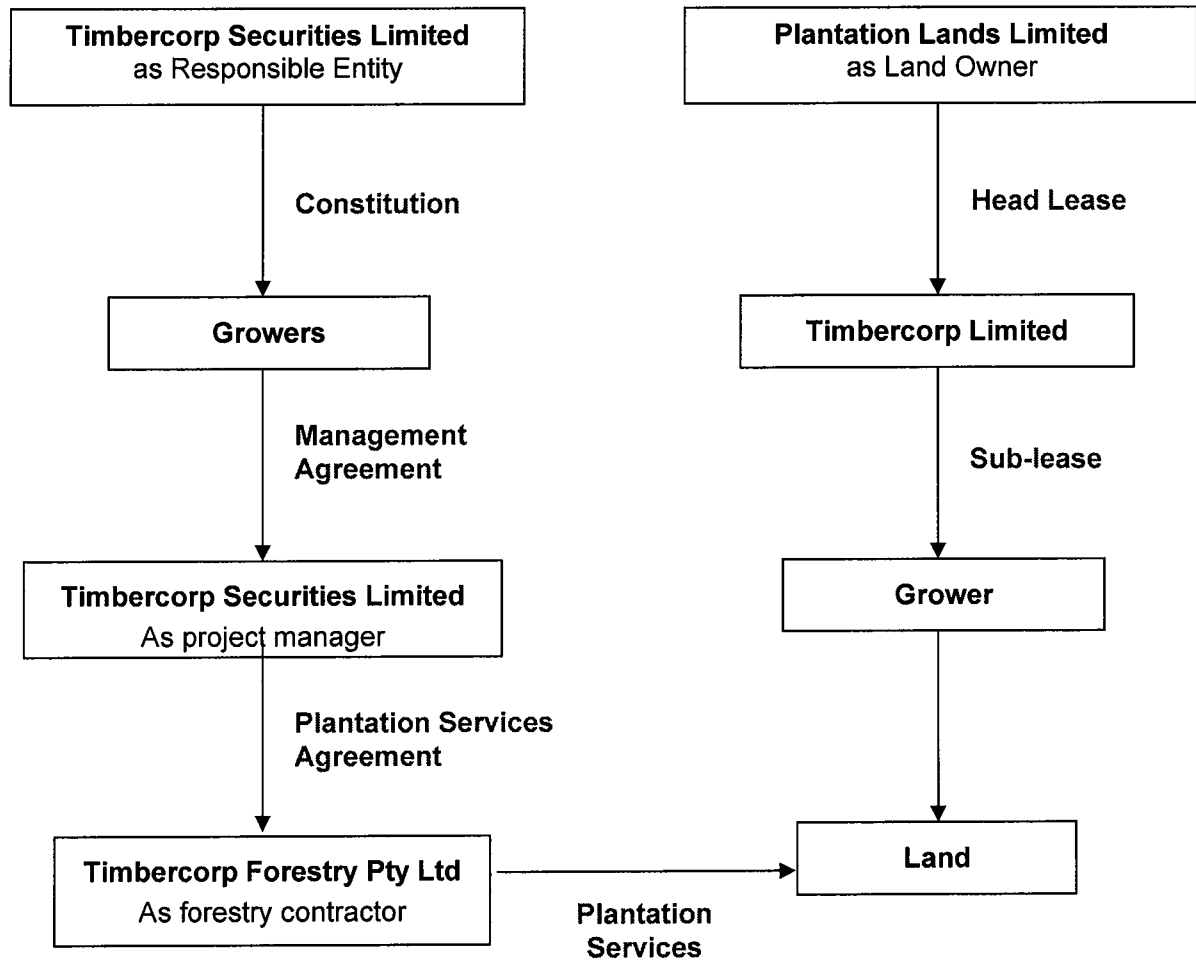 Timbercorp Securities Limited
as Responsible Entity
Plantation Lands Limited
as Land Owner
Constitution
Head Lease
Growers
Timbercorp Limited
Management
Agreement
Sub-lease
Timbercorp Securities Limited
As project manager
Grower
Plantation Services
Agreement
Timbercorp Forestry Pty Ltd
As forestry contractor
Land
Plantation
Services